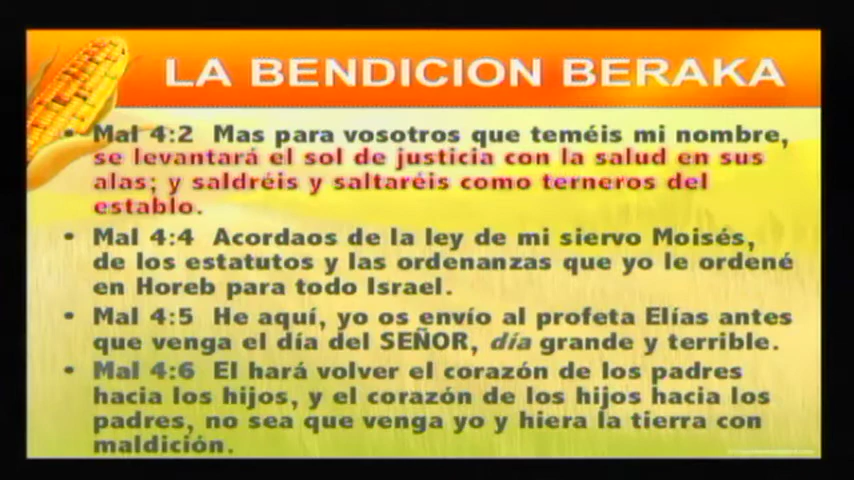 LA BENDICION BERAKA
• Mal 4:2 Mas para vosotros que teméis mi nombre,
se levantará el sol de justicia con la salud en sus
alas; y saldréis y saltaréis como terneros del
establo.
• Mal 4:4 Acordaos de la ley de mi siervo Moisés,
de los estatutos y las ordenanzas que yo le ordené
en Horeb para todo Israel.
• Mal 4:5 He aquí, yo os envío al profeta Elías antes
que venga el día del SEÑOR, día grande y terrible.
• Mal 4:6 El hará volver el corazón de los padres
hacia los hijos, y el corazón de los hijos hacia los
padres, no sea que venga yo y hiera la tierra con
maldición.